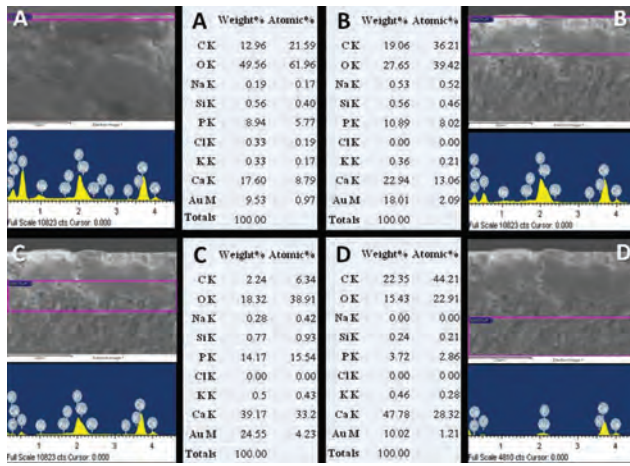 A
A Weight% Atomic%
C K 12.96 21.59
O K 49.56 61.96
Na K 0.19 0.17
Si K 0.56 0.40
P K 8.94 5.77
Cl K 0.33 0.19
K K 0.33 0.17
Ca K 17.60 8.79
Au M 9.53 0.97
Totals 100.00
1 2 3 4
Full Scale 10823 cts Cursor: 0.000
B Weight% Atomic%
C K 19.06 36.21
O K 27.65 39.42
Na K 0.53 0.52
Si K 0.56 0.46
P K 10.89 8.02
Cl K 0.00 0.00
K K 0.36 0.21
Ca K 22.94 13.06
Au M 18.01 2.09
Totals 100.00
B
1 2 3 4
Full Scale 10823 cts Cursor: 0.000
C
1 2 3 4
Full Scale 10823 cts Cursor: 0.000
C Weight% Atomic%
C K 2.24 6.34
O K 18.32 38.91
Na K 0.28 0.42
Si K 0.77 0.93
P K 14.17 15.54
Cl K 0.00 0.00
K K 0.5 0.43
Ca K 39.17 33.2
Au M 24.55 4.23
Totals 100.00
D Weight% Atomic%
C K 22.35 44.21
O K 15.43 22.91
Na K 0.00 0.00
Si K 0.24 0.21
P K 3.72 2.86
Cl K 0.00 0.00
K K 0.46 0.28
Ca K 47.78 28.32
Au M 10.02 1.21
Totals 100.00
D
1 2 3 4
Full Scale 4810 cts Cursor: 0.000